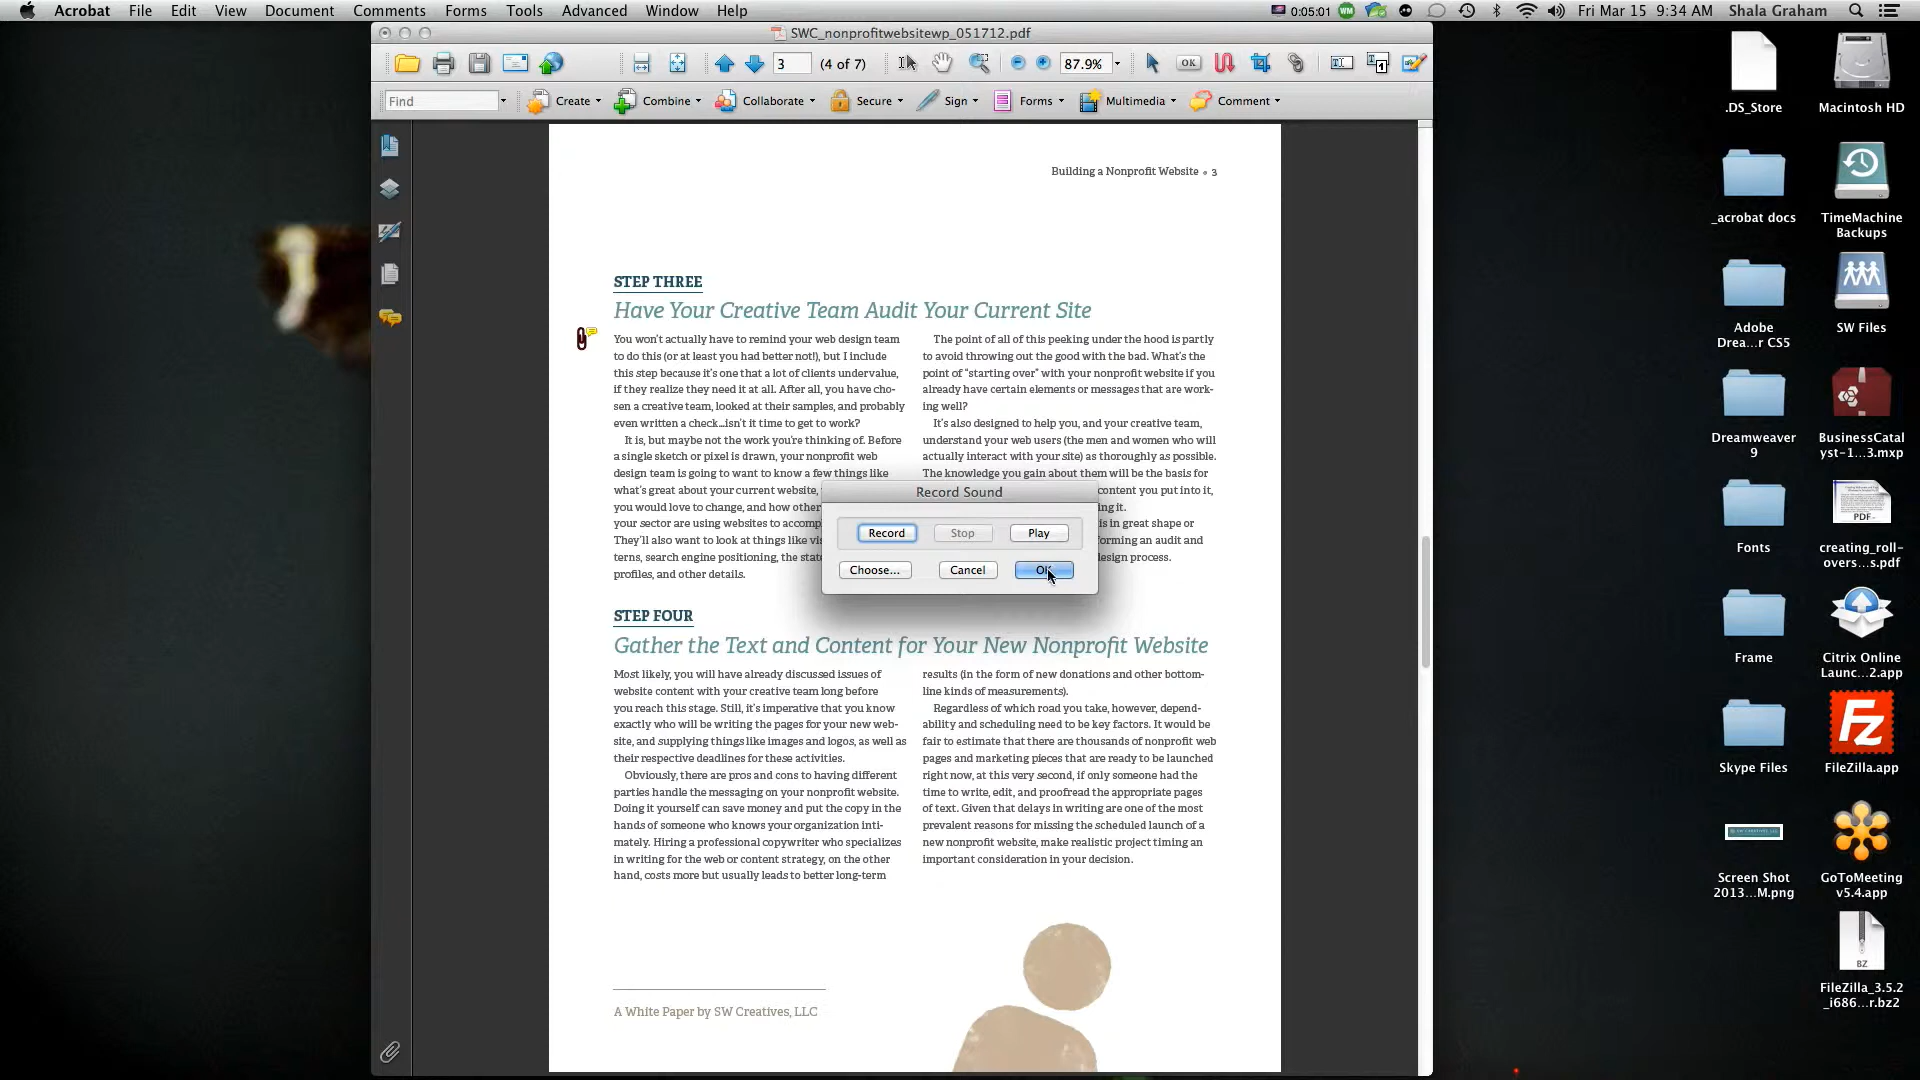 Acrobat File Edit View Document Comments Forms Tools Advanced Window Help 0:05:01 Fri Mar 15 9:34 AM Shala Graham
SWC_nonprofitwebsitewp_051712.pdf
3 (4 of 7) 87.9% OK
Find Create Combine Collaborate Secure Sign Forms Multimedia Comment
Building a Nonprofit Website • 3
STEP THREE
Have Your Creative Team Audit Your Current Site
You won't actually have to remind your web design team
to do this (or at least you had better not!), but I include
this step because it's one that a lot of clients undervalue,
if they realize they need it at all. After all, you have cho-
sen a creative team, looked at their samples, and probably
even written a check...isn't it time to get to work?
It is, but maybe not the work you're thinking of. Before
a single sketch or pixel is drawn, your nonprofit web
design team is going to want to know a few things like
what's great about your current website,
you would love to change, and how other
your sector are using websites to accomp
They'll also want to look at things like vis
terns, search engine positioning, the stat
profiles, and other details.
The point of all of this peeking under the hood is partly
to avoid throwing out the good with the bad. What's the
point of "starting over" with your nonprofit website if you
already have certain elements or messages that are work-
ing well?
It's also designed to help you, and your creative team,
understand your web users (the men and women who will
actually interact with your site) as thoroughly as possible.
The knowledge you gain about them will be the basis for
content you put into it,
ing it.
is in great shape or
forming an audit and
design process.
Record Sound
Record Stop Play
Choose... Cancel OK
STEP FOUR
Gather the Text and Content for Your New Nonprofit Website
Most likely, you will have already discussed issues of
website content with your creative team long before
you reach this stage. Still, it's imperative that you know
exactly who will be writing the pages for your new web-
site, and supplying things like images and logos, as well as
their respective deadlines for these activities.
Obviously, there are pros and cons to having different
parties handle the messaging on your nonprofit website.
Doing it yourself can save money and put the copy in the
hands of someone who knows your organization inti-
mately. Hiring a professional copywriter who specializes
in writing for the web or content strategy, on the other
hand, costs more but usually leads to better long-term
results (in the form of new donations and other bottom-
line kinds of measurements).
Regardless of which road you take, however, depend-
ability and scheduling need to be key factors. It would be
fair to estimate that there are thousands of nonprofit web
pages and marketing pieces that are ready to be launched
right now, at this very second, if only someone had the
time to write, edit, and proofread the appropriate pages
of text. Given that delays in writing are one of the most
prevalent reasons for missing the scheduled launch of a
new nonprofit website, make realistic project timing an
important consideration in your decision.
A White Paper by SW Creatives, LLC
.DS_Store
Macintosh HD
_acrobat docs
TimeMachine
Backups
Adobe
Drea...r CS5
SW Files
Dreamweaver
9
BusinessCatal
yst-1...3.mxp
Fonts
PDF
creating_roll-
overs...s.pdf
Frame
Citrix Online
Launc...2.app
Skype Files
Fz
FileZilla.app
Screen Shot
2013...M.png
GoToMeeting
v5.4.app
BZ
FileZilla_3.5.2
_i686...r.bz2